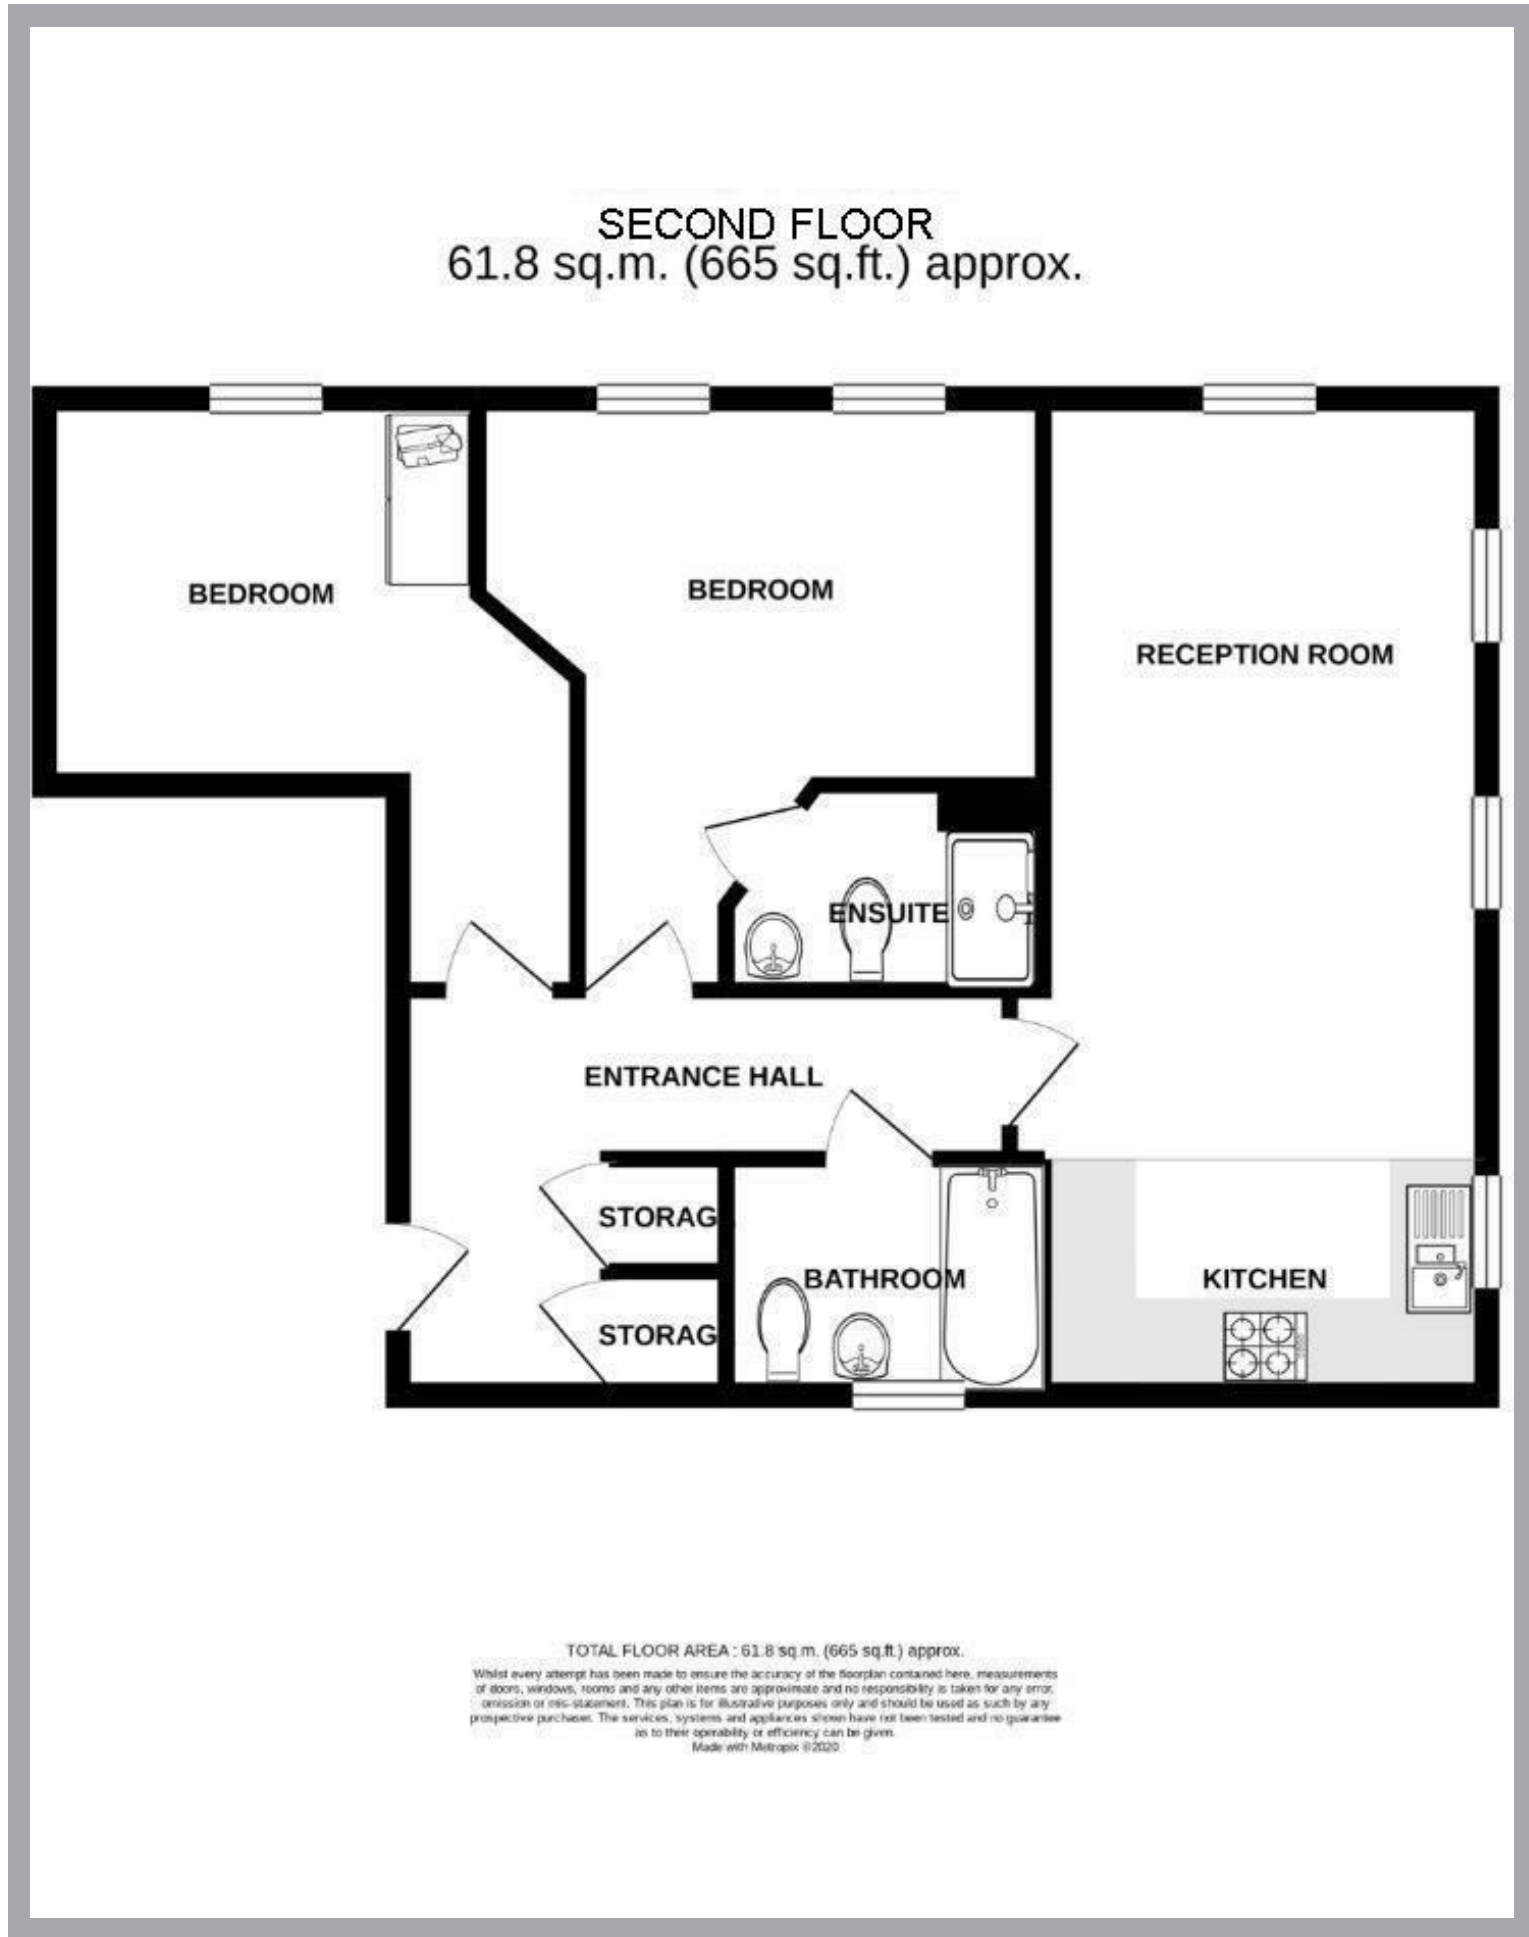 SECOND FLOOR
61.8 sq.m. (665 sq.ft.) approx.
BEDROOM
BEDROOM
RECEPTION ROOM
ENSUITE
ENTRANCE HALL
STORAG
BATHROOM
KITCHEN
STORAG
TOTAL FLOOR AREA : 61.8 sq.m. (665 sq.ft.) approx.
Whilst every attempt has been made to ensure the accuracy of the floorplan contained here, measurements
of doors, windows, rooms and any other items are approximate and no responsibility is taken for any error,
omission or mis-statement. This plan is for illustrative purposes only and should be used as such by any
prospective purchaser. The services, systems and appliances shown have not been tested and no guarantee
as to their operability or efficiency can be given.
Made with Metropix ©2020